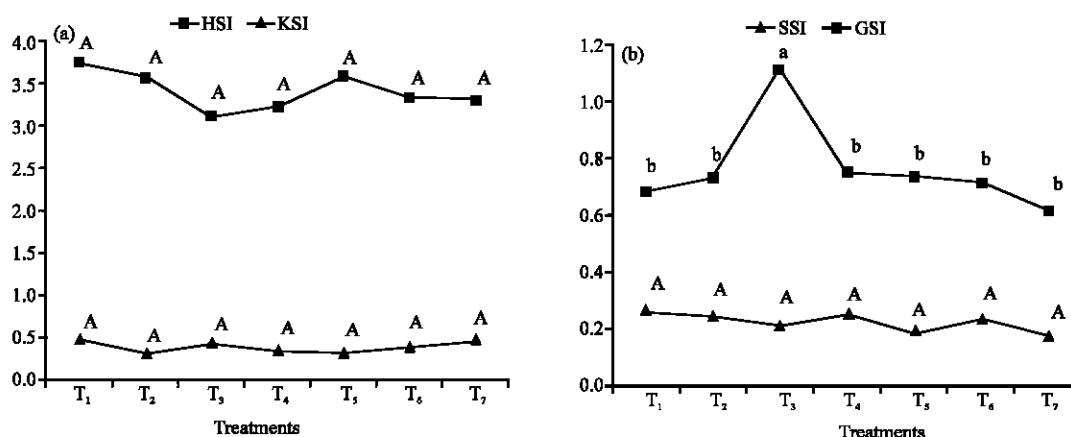 (a)
HSI KSI
4.0
3.5
3.0
2.5
2.0
1.5
1.0
0.5
0.0
A A A A A A A
A A A A A A A
T₁ T₂ T₃ T₄ T₅ T₆ T₇
Treatments
(b)
SSI GSI
1.2
1.0
0.8
0.6
0.4
0.2
0.0
b b a b b b b
A A A A A A A
T₁ T₂ T₃ T₄ T₅ T₆ T₇
Treatments